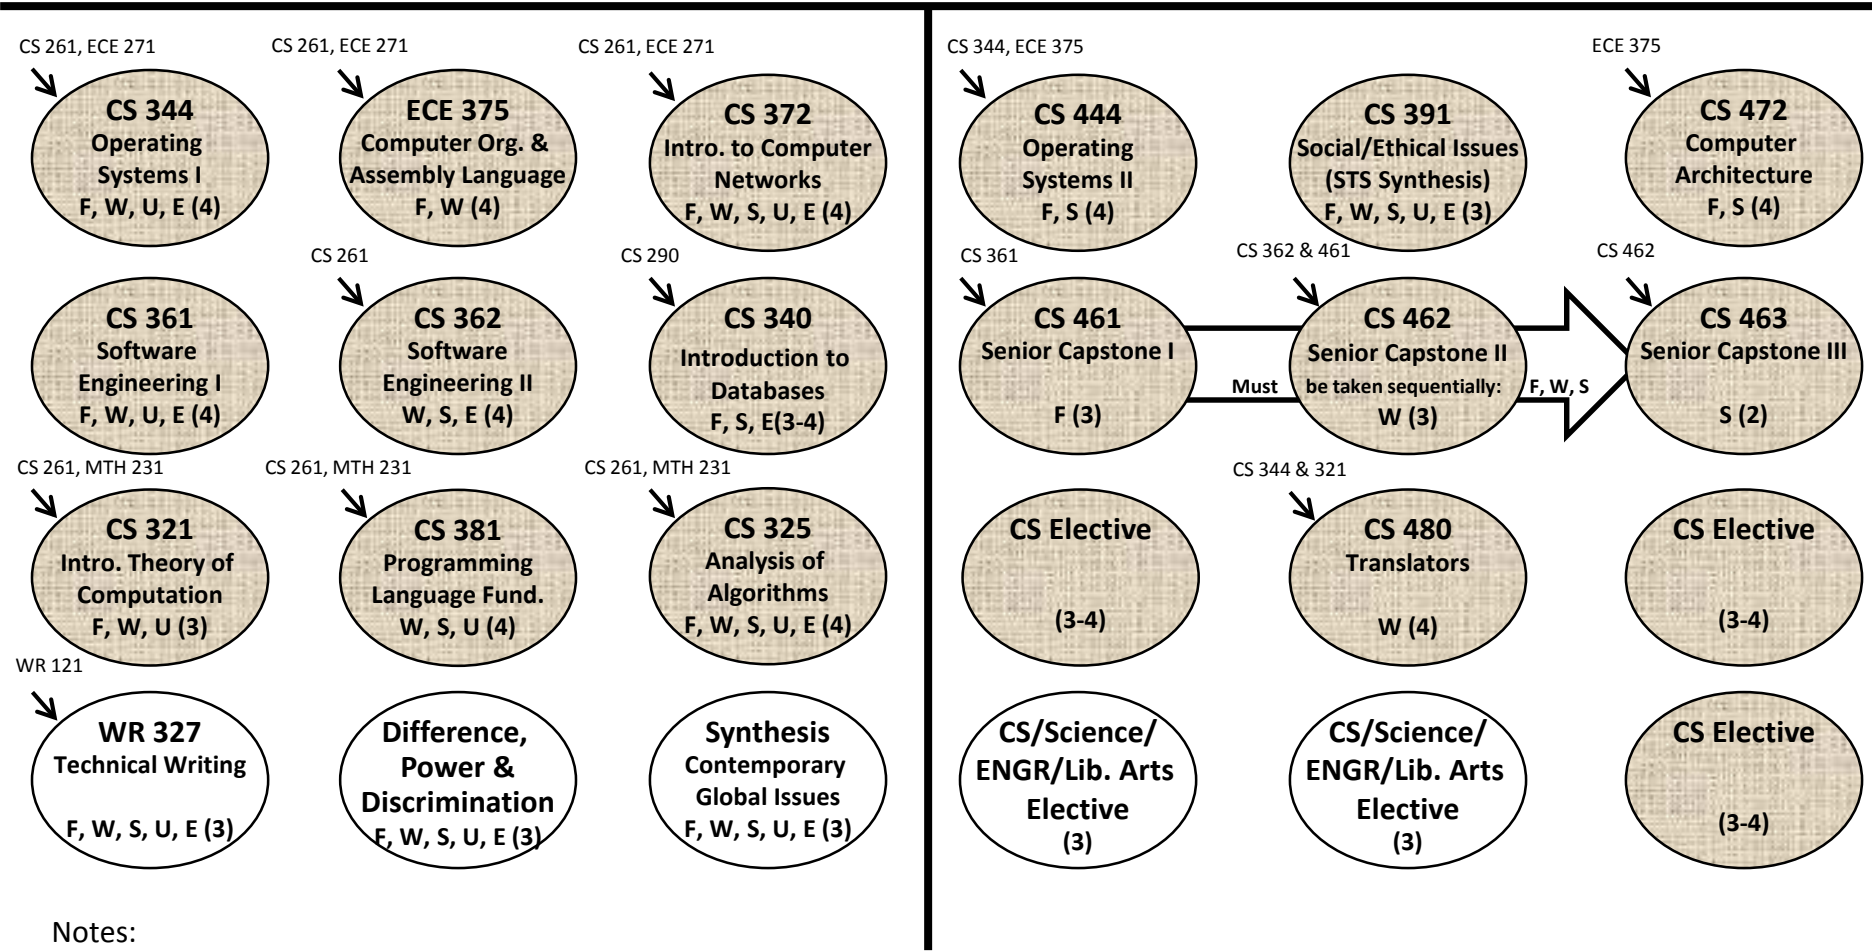 CS 261, ECE 271
CS 344
Operating
Systems I
F, W, U, E (4)
CS 261, ECE 271
ECE 375
Computer Org. &
Assembly Language
F, W (4)
CS 261, ECE 271
CS 372
Intro. to Computer
Networks
F, W, S, U, E (4)
CS 361
Software
Engineering I
F, W, U, E (4)
CS 261
CS 362
Software
Engineering II
W, S, E (4)
CS 290
CS 340
Introduction to
Databases
F, S, E(3-4)
CS 261, MTH 231
CS 321
Intro. Theory of
Computation
F, W, U (3)
CS 261, MTH 231
CS 381
Programming
Language Fund.
W, S, U (4)
CS 261, MTH 231
CS 325
Analysis of
Algorithms
F, W, S, U, E (4)
WR 121
WR 327
Technical Writing
F, W, S, U, E (3)
Difference,
Power &
Discrimination
F, W, S, U, E (3)
Synthesis
Contemporary
Global Issues
F, W, S, U, E (3)
Notes:
CS 344, ECE 375
CS 444
Operating
Systems II
F, S (4)
CS 391
Social/Ethical Issues
(STS Synthesis)
F, W, S, U, E (3)
ECE 375
CS 472
Computer
Architecture
F, S (4)
CS 361
CS 461
Senior Capstone I
F (3)
CS 362 & 461
CS 462
Senior Capstone II
Must be taken sequentially: F, W, S
W (3)
CS 462
CS 463
Senior Capstone III
S (2)
CS Elective
(3-4)
CS 344 & 321
CS 480
Translators
W (4)
CS Elective
(3-4)
CS/Science/
ENGR/Lib. Arts
Elective
(3)
CS/Science/
ENGR/Lib. Arts
Elective
(3)
CS Elective
(3-4)